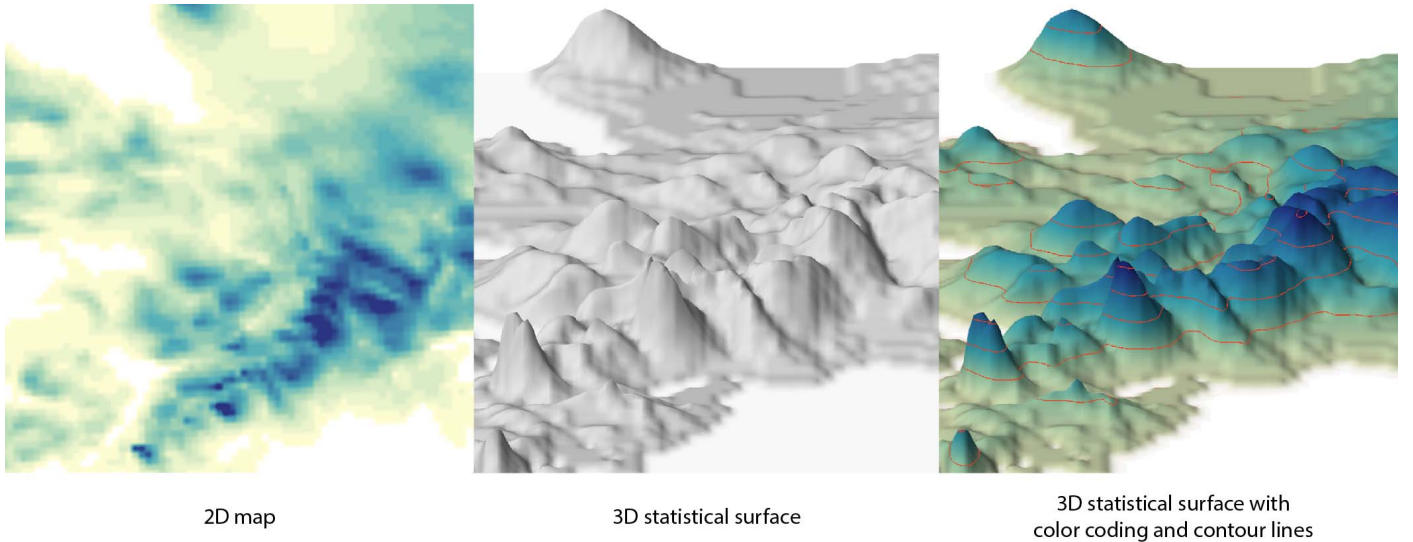 2D map
3D statistical surface
3D statistical surface with
color coding and contour lines